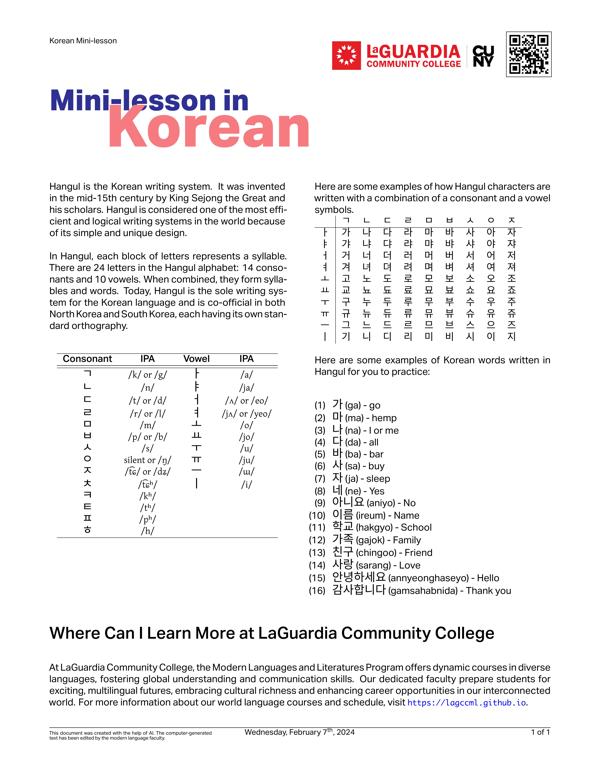 Korean Mini-lesson
LAGUARDIA
COMMUNITY COLLEGE
CU
NY
Mini-lesson in
Korean
Hangul is the Korean writing system. It was invented
in the mid-15th century by King Sejong the Great and
his scholars. Hangul is considered one of the most effi-
cient and logical writing systems in the world because
of its simple and unique design.
In Hangul, each block of letters represents a syllable.
There are 24 letters in the Hangul alphabet: 14 conso-
nants and 10 vowels. When combined, they form sylla-
bles and words. Today, Hangul is the sole writing sys-
tem for the Korean language and is co-official in both
North Korea and South Korea, each having its own stan-
dard orthography.
Consonant IPA Vowel IPA
ㄱ /k/ or /g/ ㅏ /a/
ㄴ /n/ ㅑ /ja/
ㄷ /t/ or /d/ ㅓ /ʌ/ or /eo/
ㄹ /r/ or /l/ ㅕ /jʌ/ or /yeo/
ㅁ /m/ ㅗ /o/
ㅂ /p/ or /b/ ㅛ /jo/
ㅅ /s/ ㅜ /u/
ㅇ silent or /ŋ/ ㅠ /ju/
ㅈ /t͡ɕ/ or /dʑ/ ㅡ /ɯ/
ㅊ /t͡ɕʰ/ ㅣ /i/
ㅋ /kʰ/
ㅌ /tʰ/
ㅍ /pʰ/
ㅎ /h/
Here are some examples of how Hangul characters are
written with a combination of a consonant and a vowel
symbols.
ㄱ ㄴ ㄷ ㄹ ㅁ ㅂ ㅅ ㅇ ㅈ
ㅏ 가 나 다 라 마 바 사 아 자
ㅑ 갸 냐 댜 랴 먀 뱌 샤 야 쟈
ㅓ 거 너 더 러 머 버 서 어 저
ㅕ 겨 녀 뎌 려 며 벼 셔 여 져
ㅗ 고 노 도 로 모 보 소 오 조
ㅛ 교 뇨 됴 료 묘 뵤 쇼 요 죠
ㅜ 구 누 두 루 무 부 수 우 주
ㅠ 규 뉴 듀 류 뮤 뷰 슈 유 쥬
ㅡ 그 느 드 르 므 브 스 으 즈
ㅣ 기 니 디 리 미 비 시 이 지
Here are some examples of Korean words written in
Hangul for you to practice:
(1) 가 (ga) - go
(2) 마 (ma) - hemp
(3) 나 (na) - I or me
(4) 다 (da) - all
(5) 바 (ba) - bar
(6) 사 (sa) - buy
(7) 자 (ja) - sleep
(8) 네 (ne) - Yes
(9) 아니요 (aniyo) - No
(10) 이름 (ireum) - Name
(11) 학교 (hakgyo) - School
(12) 가족 (gajok) - Family
(13) 친구 (chingoo) - Friend
(14) 사랑 (sarang) - Love
(15) 안녕하세요 (annyeonghaseyo) - Hello
(16) 감사합니다 (gamsahabnida) - Thank you
Where Can I Learn More at LaGuardia Community College
At LaGuardia Community College, the Modern Languages and Literatures Program offers dynamic courses in diverse
languages, fostering global understanding and communication skills. Our dedicated faculty prepare students for
exciting, multilingual futures, embracing cultural richness and enhancing career opportunities in our interconnected
world. For more information about our world language courses and schedule, visit https://lagccml.github.io.
This document was created with the help of AI. The computer-generated
text has been edited by the modern language faculty.
Wednesday, February 7th, 2024
1 of 1